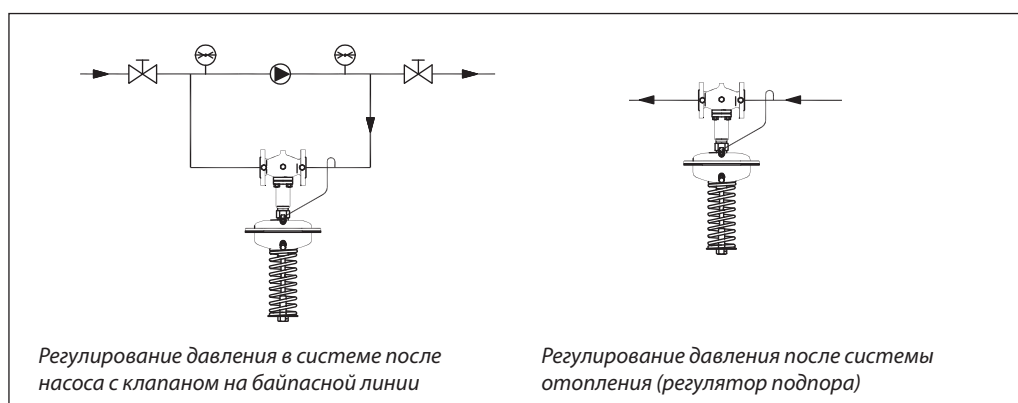 Регулирование давления в системе после
насоса с клапаном на байпасной линии
Регулирование давления после системы
отопления (регулятор подпора)